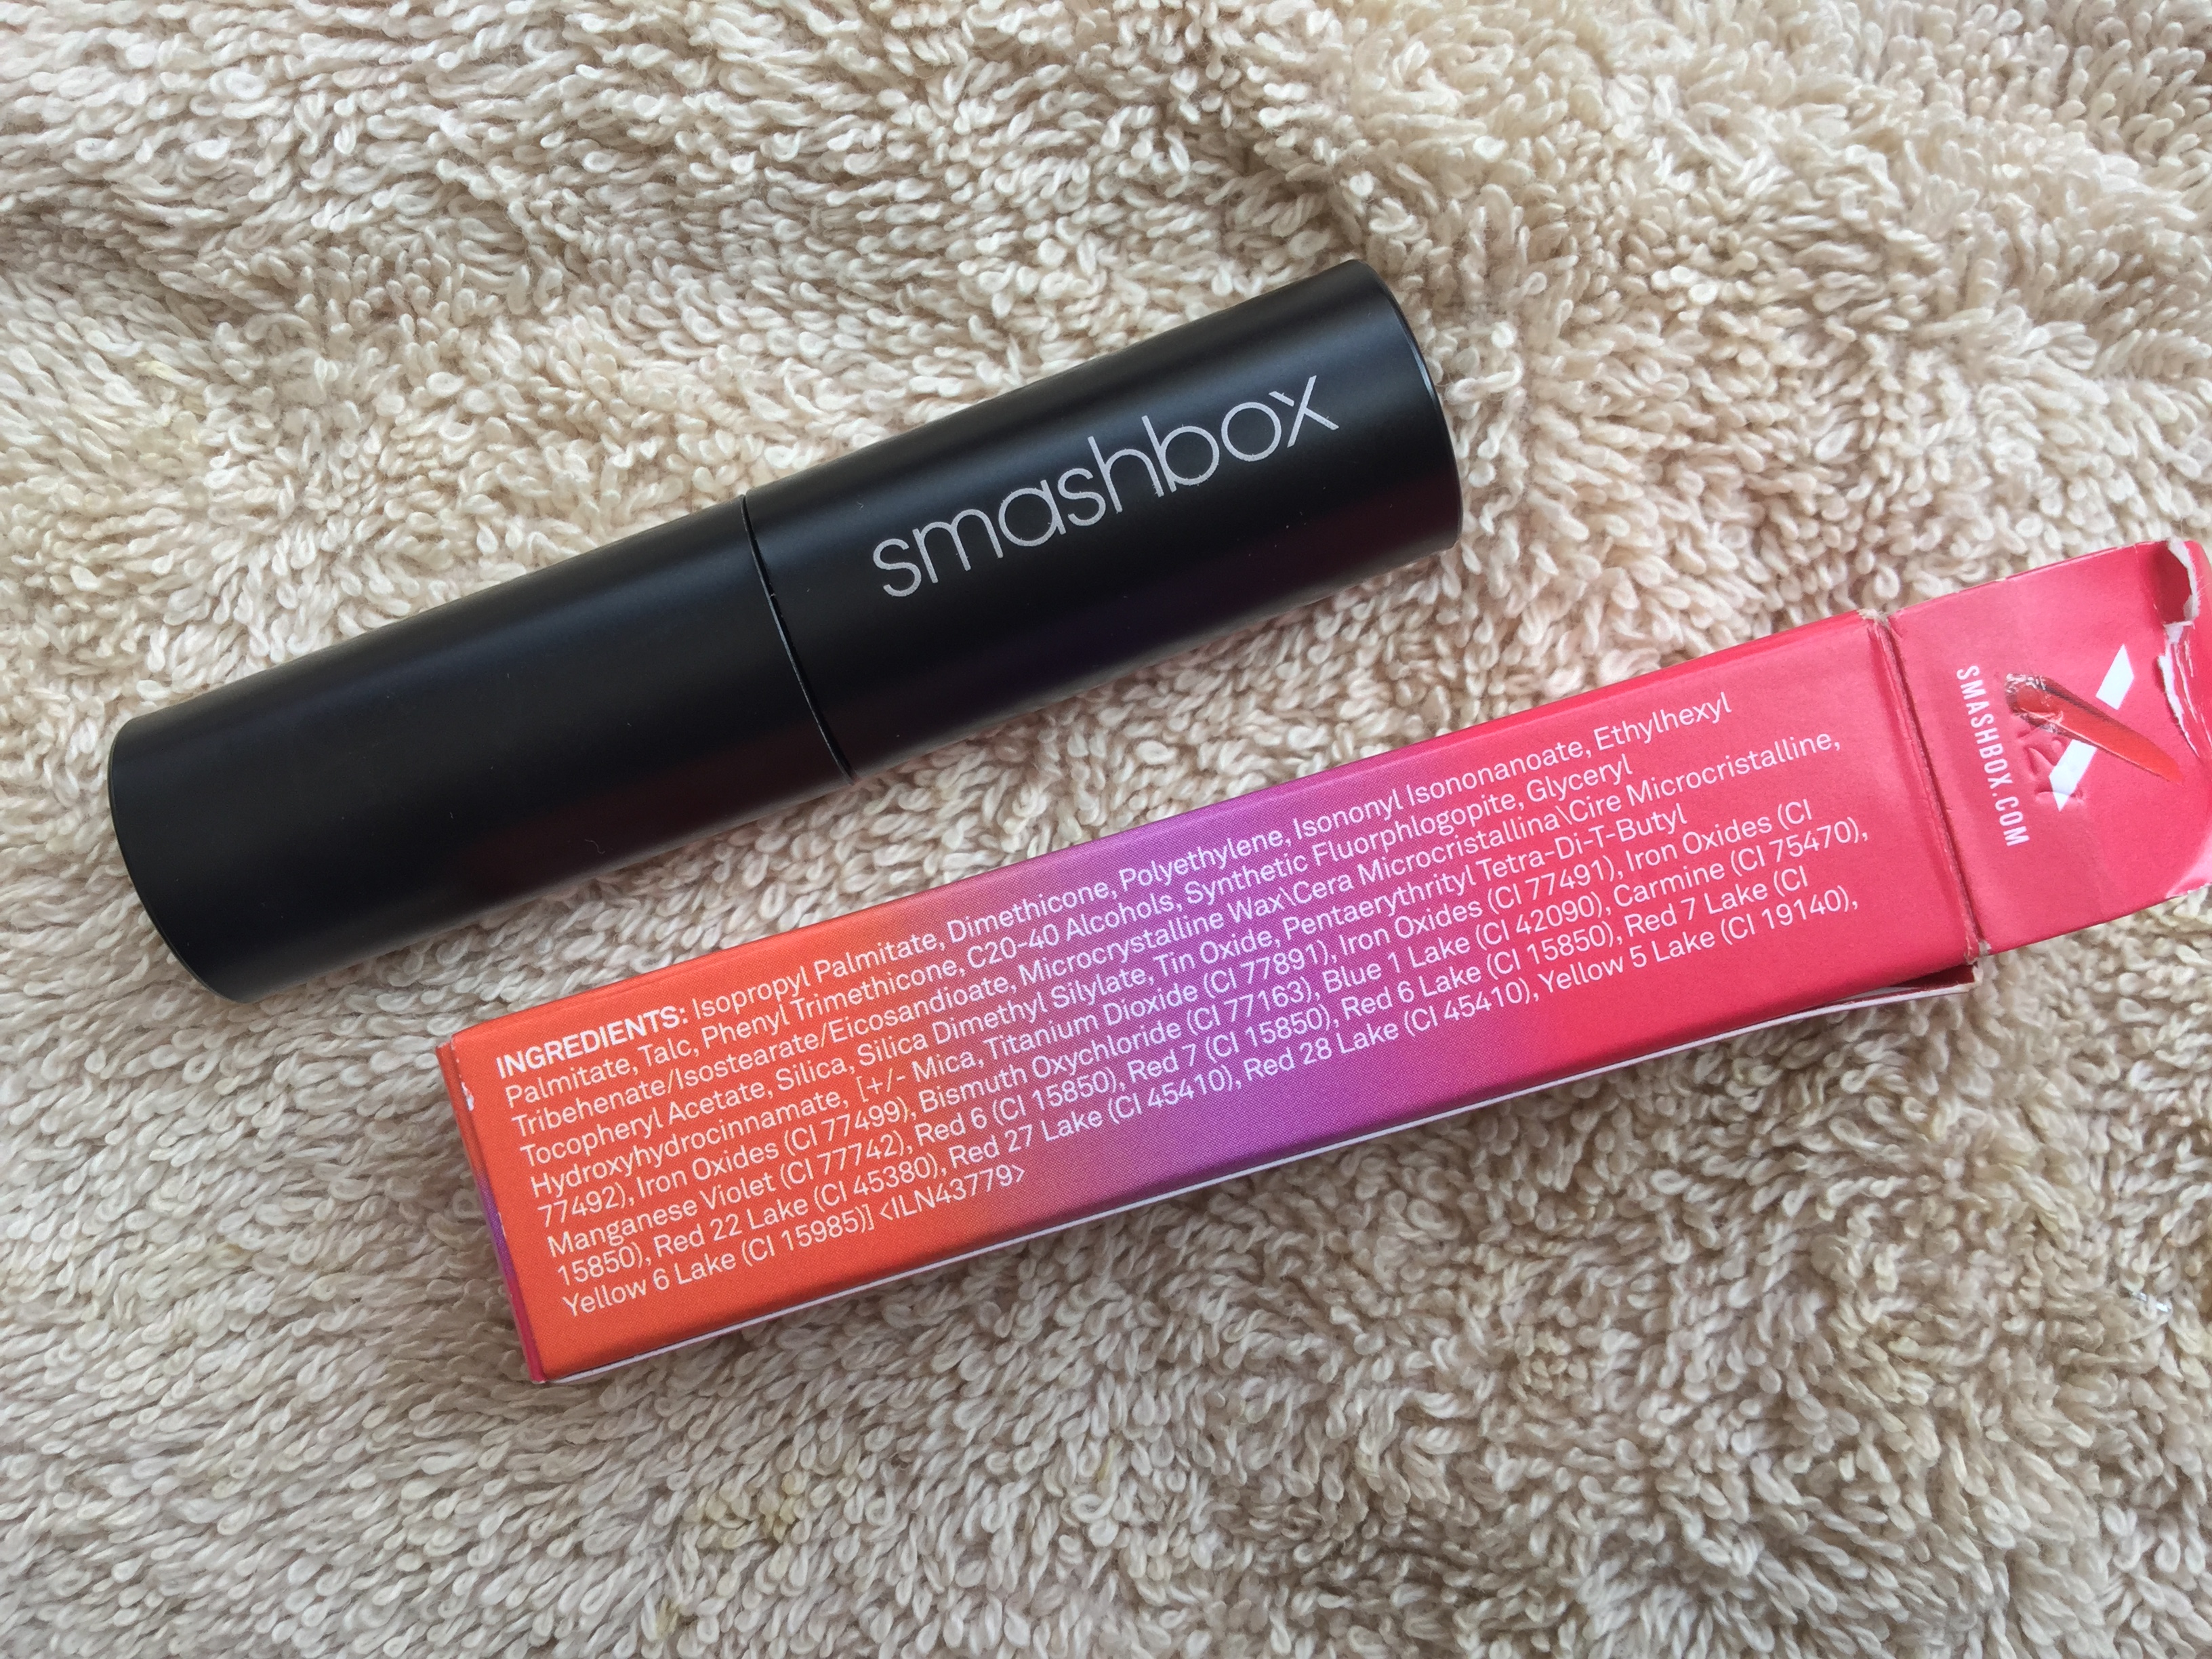 smashbox
INGREDIENTS: Isopropyl Palmitate, Dimethicone, Polyethylene, Isononyl Isononanoate, Ethylhexyl
Palmitate, Talc, Phenyl Trimethicone, C20-40 Alcohols, Synthetic Fluorphlogopite, Glyceryl
Tribehenate/Isostearate/Eicosandioate, Microcrystalline Wax\Cera Microcristallina\Cire Microcristalline,
Tocopheryl Acetate, Silica, Silica Dimethyl Silylate, Tin Oxide, Pentaerythrityl Tetra-Di-T-Butyl
Hydroxyhydrocinnamate, [+/- Mica, Titanium Dioxide (CI 77891), Iron Oxides (CI 77491), Iron Oxides (CI
77492), Iron Oxides (CI 77499), Bismuth Oxychloride (CI 77163), Blue 1 Lake (CI 42090), Carmine (CI 75470),
Manganese Violet (CI 77742), Red 6 (CI 15850), Red 7 (CI 15850), Red 6 Lake (CI 15850), Red 7 Lake (CI
15850), Red 22 Lake (CI 45380), Red 27 Lake (CI 45410), Red 28 Lake (CI 45410), Yellow 5 Lake (CI 19140),
Yellow 6 Lake (CI 15985)] <ILN43779>
SMASHBOX.COM